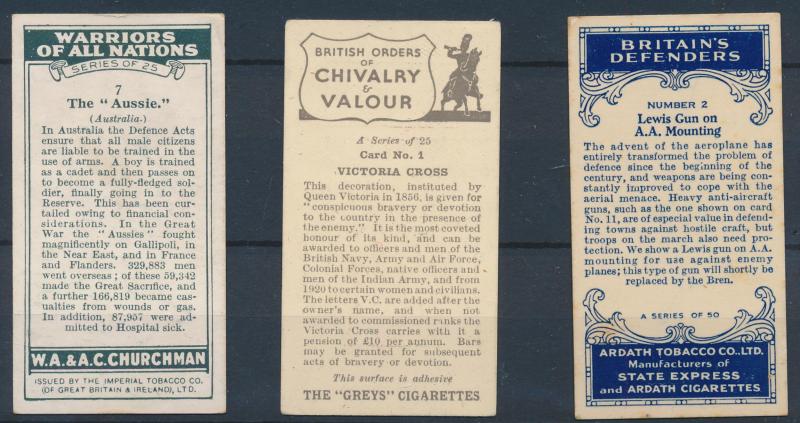 WARRIORS
OF ALL NATIONS
SERIES OF 25
7
The "Aussie."
(Australia.)
In Australia the Defence Acts
ensure that all male citizens
are liable to be trained in the
use of arms. A boy is trained
as a cadet and then passes on
to become a fully-fledged sol-
dier, finally going in to the
Reserve. This has been cur-
tailed owing to financial con-
siderations. In the Great
War the "Aussies" fought
magnificently on Gallipoli, in
the Near East, and in France
and Flanders. 329,883 men
went overseas; of these 59,342
made the Great Sacrifice, and
a further 166,819 became cas-
ualties from wounds or gas.
In addition, 87,957 were ad-
mitted to Hospital sick.
W.A.& A.C.CHURCHMAN
ISSUED BY THE IMPERIAL TOBACCO CO.
(OF GREAT BRITAIN & IRELAND), LTD.
BRITISH ORDERS
OF
CHIVALRY
&
VALOUR
A Series of 25
Card No. 1
VICTORIA CROSS
This decoration, instituted by
Queen Victoria in 1856, is given for
"conspicuous bravery or devotion
to the country in the presence of
the enemy." It is the most coveted
honour of its kind, and can be
awarded to officers and men of the
British Navy, Army and Air Force,
Colonial Forces, native officers and
men of the Indian Army, and from
1920 to certain women and civilians.
The letters V.C. are added after the
owner's name, and when not
awarded to commissioned ranks the
Victoria Cross carries with it a
pension of £10 per annum. Bars
may be granted for subsequent
acts of bravery or devotion.
This surface is adhesive
THE "GREYS" CIGARETTES
BRITAIN'S
DEFENDERS
NUMBER 2
Lewis Gun on
A.A. Mounting
The advent of the aeroplane has
entirely transformed the problem of
defence since the beginning of the
century, and weapons are being con-
stantly improved to cope with the
aerial menace. Heavy anti-aircraft
guns, such as the one shown on card
No. 11, are of especial value in defend-
ing towns against hostile craft, but
troops on the march also need pro-
tection. We show a Lewis gun on A.A.
mounting for use against enemy
planes; this type of gun will shortly be
replaced by the Bren.
A SERIES OF 50
ARDATH TOBACCO CO., LTD.
Manufacturers of
STATE EXPRESS
and ARDATH CIGARETTES